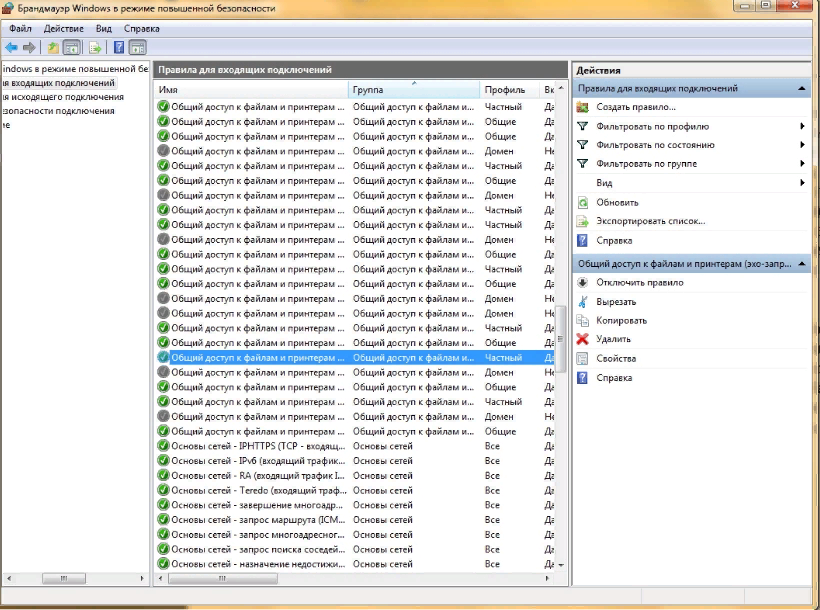 Брандмауэр Windows в режиме повышенной безопасности
Файл Действие Вид Справка
indows в режиме повышенной бе
я входящих подключений
я исходящего подключения
езопасности подключения
ие
Правила для входящих подключений
Имя Группа Профиль Вк
Общий доступ к файлам и принтерам ... Общий доступ к файлам и... Частный Да
Общий доступ к файлам и принтерам ... Общий доступ к файлам и... Общие Да
Общий доступ к файлам и принтерам ... Общий доступ к файлам и... Общие Да
Общий доступ к файлам и принтерам ... Общий доступ к файлам и... Домен Не
Общий доступ к файлам и принтерам ... Общий доступ к файлам и... Частный Да
Общий доступ к файлам и принтерам ... Общий доступ к файлам и... Общие Да
Общий доступ к файлам и принтерам ... Общий доступ к файлам и... Домен Не
Общий доступ к файлам и принтерам ... Общий доступ к файлам и... Частный Да
Общий доступ к файлам и принтерам ... Общий доступ к файлам и... Частный Да
Общий доступ к файлам и принтерам ... Общий доступ к файлам и... Домен Не
Общий доступ к файлам и принтерам ... Общий доступ к файлам и... Общие Да
Общий доступ к файлам и принтерам ... Общий доступ к файлам и... Частный Да
Общий доступ к файлам и принтерам ... Общий доступ к файлам и... Общие Да
Общий доступ к файлам и принтерам ... Общий доступ к файлам и... Домен Не
Общий доступ к файлам и принтерам ... Общий доступ к файлам и... Домен Не
Общий доступ к файлам и принтерам ... Общий доступ к файлам и... Частный Да
Общий доступ к файлам и принтерам ... Общий доступ к файлам и... Общие Да
Общий доступ к файлам и принтерам ... Общий доступ к файлам и... Частный Да
Общий доступ к файлам и принтерам ... Общий доступ к файлам и... Домен Не
Общий доступ к файлам и принтерам ... Общий доступ к файлам и... Общие Да
Общий доступ к файлам и принтерам ... Общий доступ к файлам и... Частный Да
Общий доступ к файлам и принтерам ... Общий доступ к файлам и... Домен Не
Общий доступ к файлам и принтерам ... Общий доступ к файлам и... Общие Да
Основы сетей - IPHTTPS (TCP - входящ... Основы сетей Все Да
Основы сетей - IPv6 (входящий трафик... Основы сетей Все Да
Основы сетей - RA (входящий трафик I... Основы сетей Все Да
Основы сетей - Teredo (входящий траф... Основы сетей Все Да
Основы сетей - завершение многоадр... Основы сетей Все Да
Основы сетей - запрос маршрута (ICM... Основы сетей Все Да
Основы сетей - запрос многоадресног... Основы сетей Все Да
Основы сетей - запрос поиска соседей... Основы сетей Все Да
Основы сетей - назначение недостижи... Основы сетей Все Да
Действия
Правила для входящих подключений
Создать правило...
Фильтровать по профилю
Фильтровать по состоянию
Фильтровать по группе
Вид
Обновить
Экспортировать список...
Справка
Общий доступ к файлам и принтерам (эхо-запр...
Отключить правило
Вырезать
Копировать
Удалить
Свойства
Справка